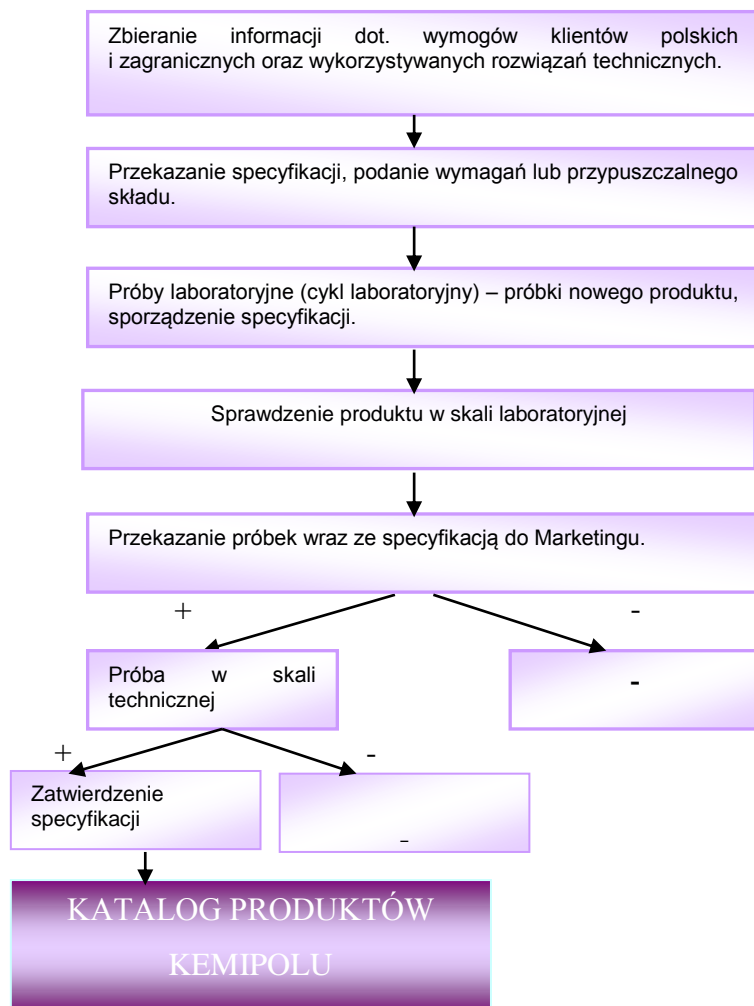 Zbieranie informacji dot. wymogów klientów polskich
i zagranicznych oraz wykorzystywanych rozwiązań technicznych.
Przekazanie specyfikacji, podanie wymagań lub przypuszczalnego
składu.
Próby laboratoryjne (cykl laboratoryjny) – próbki nowego produktu,
sporządzenie specyfikacji.
Sprawdzenie produktu w skali laboratoryjnej
Przekazanie próbek wraz ze specyfikacją do Marketingu.
+ -
Próba w skali
technicznej
-
+ -
Zatwierdzenie
specyfikacji
-
KATALOG PRODUKTÓW
KEMIPOLU